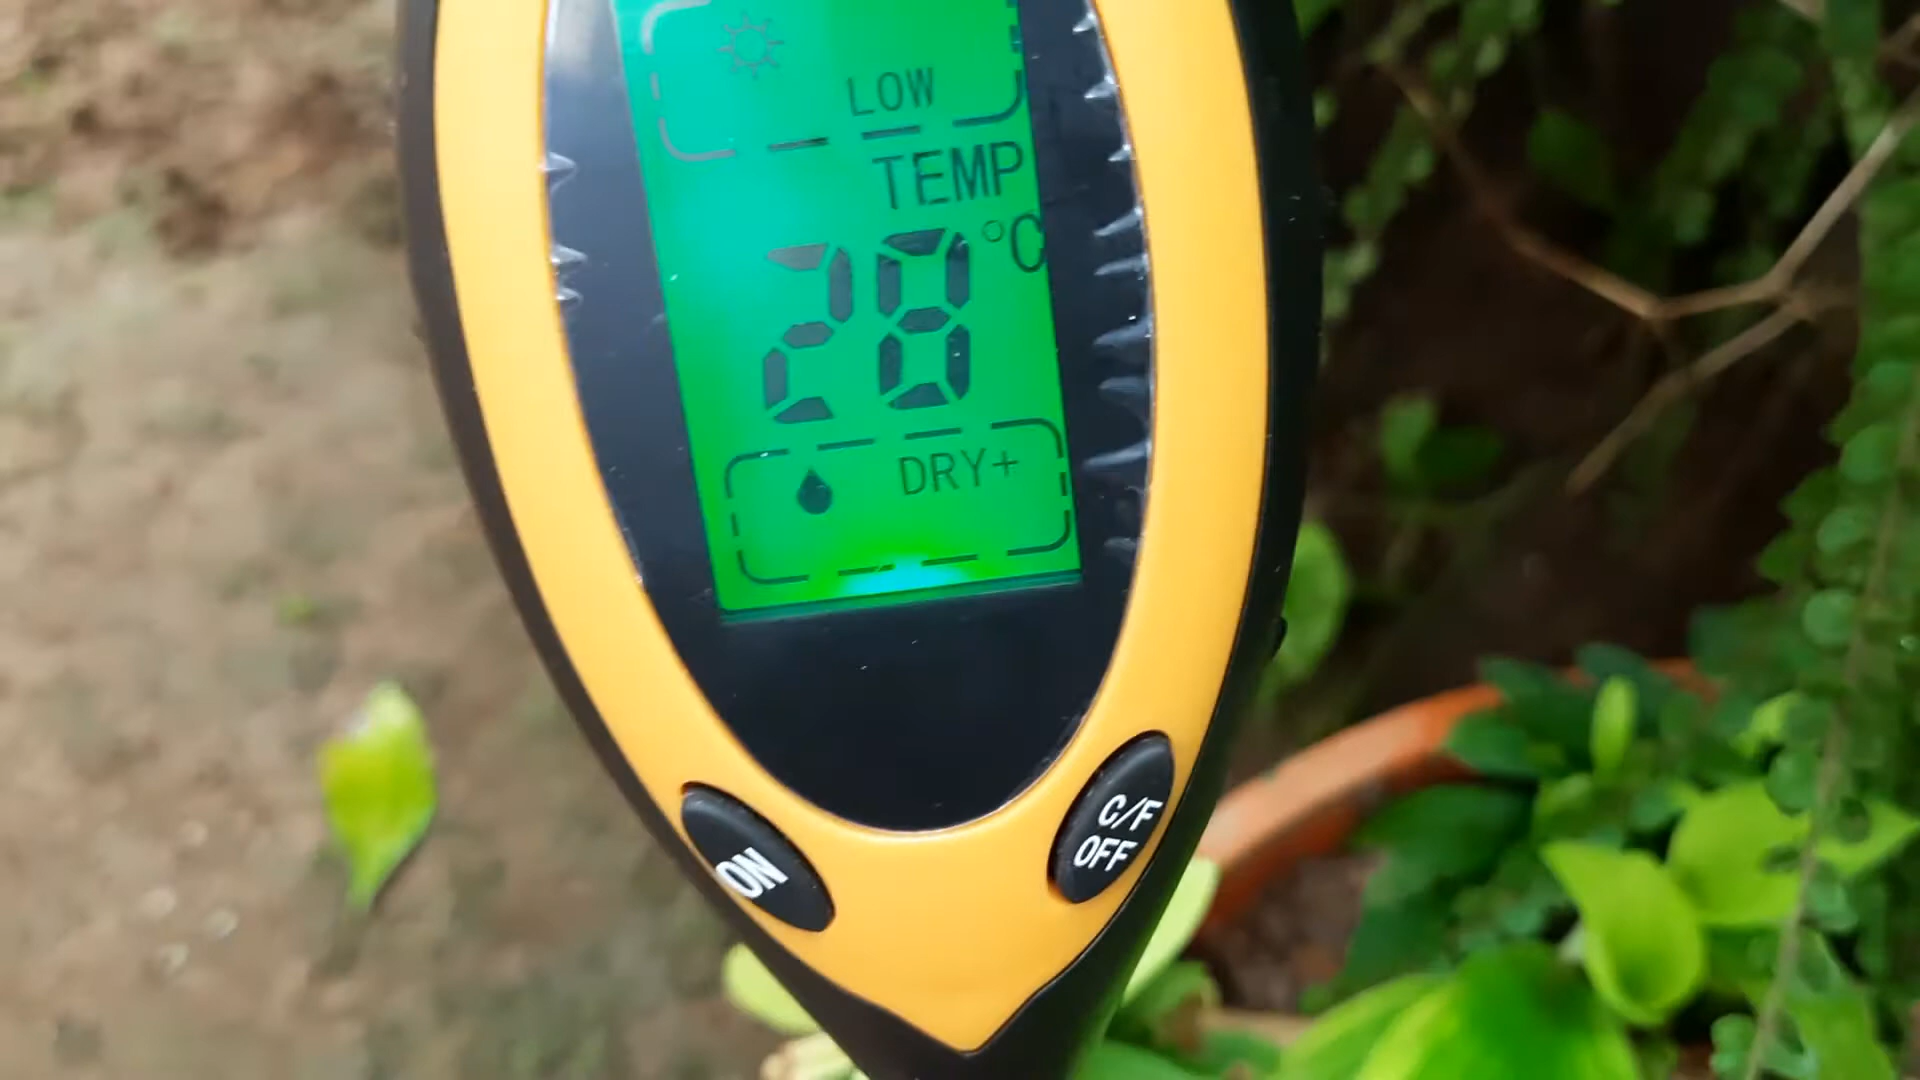 LOW
TEMP
28 °C
DRY+
ON
C/F
OFF